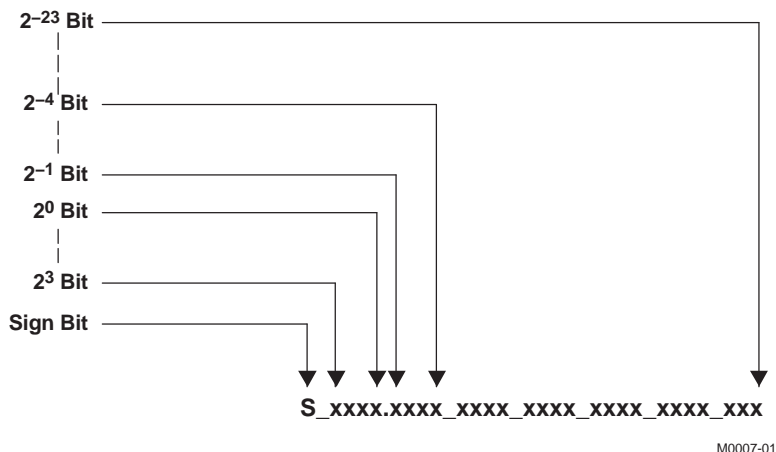 2–23 Bit
2–4 Bit
2–1 Bit
20 Bit
23 Bit
Sign Bit
S_xxxx.xxxx_xxxx_xxxx_xxxx_xxxx_xxx
M0007-01